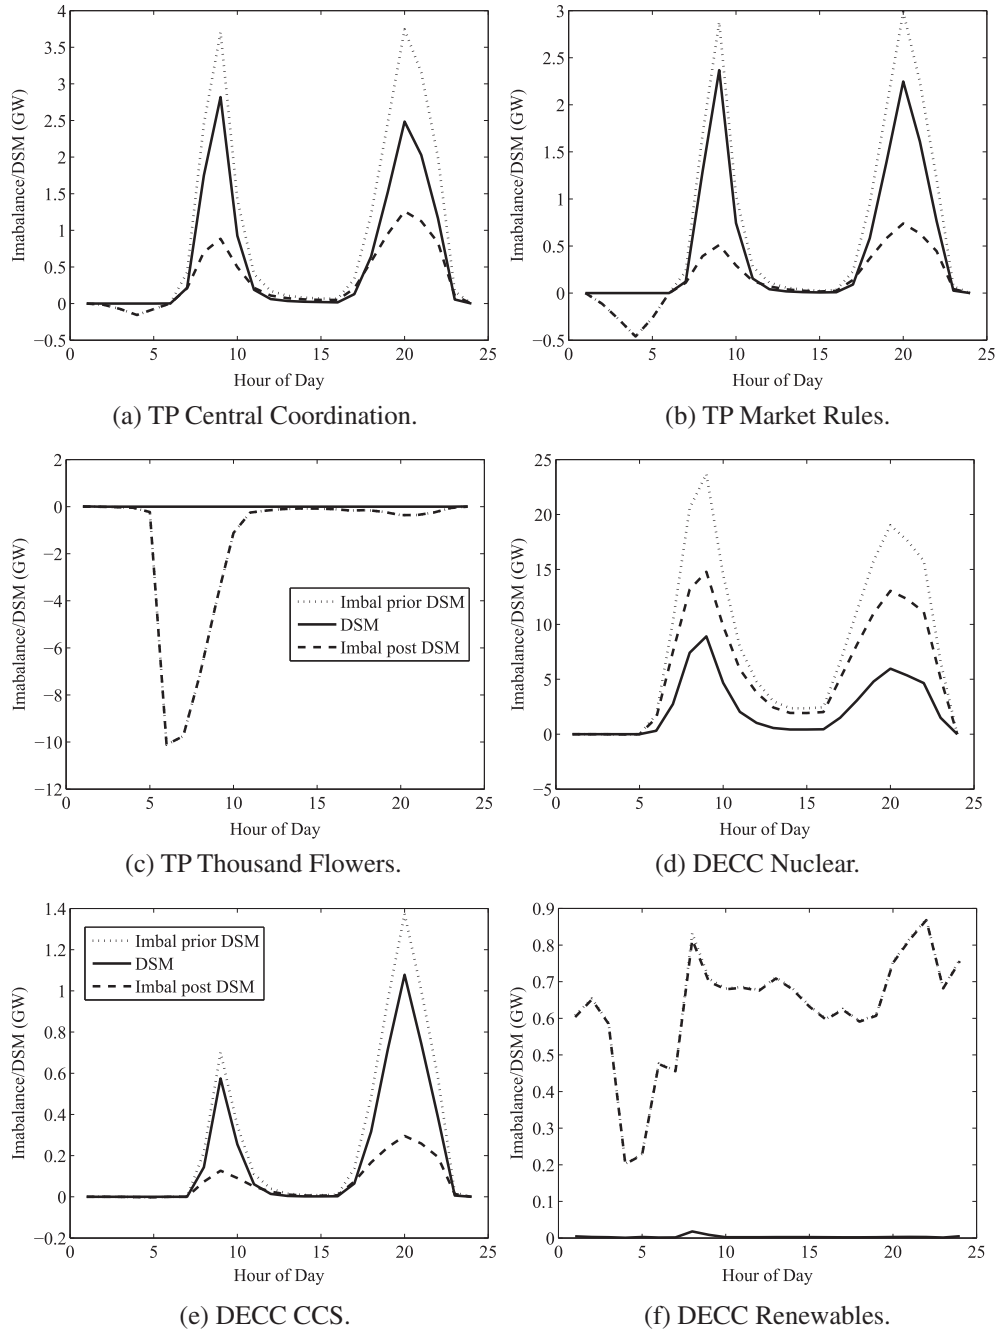 4
3.5
3
2.5
2
1.5
1
0.5
0
−0.5
Imabalance/DSM (GW)
0 5 10 15 20 25
Hour of Day
(a) TP Central Coordination.
3
2.5
2
1.5
1
0.5
0
−0.5
Imabalance/DSM (GW)
0 5 10 15 20 25
Hour of Day
(b) TP Market Rules.
2
0
−2
−4
−6
−8
−10
−12
Imabalance/DSM (GW)
Imbal prior DSM
DSM
Imbal post DSM
0 5 10 15 20 25
Hour of Day
(c) TP Thousand Flowers.
25
20
15
10
5
0
−5
Imabalance/DSM (GW)
0 5 10 15 20 25
Hour of Day
(d) DECC Nuclear.
1.4
1.2
1
0.8
0.6
0.4
0.2
0
−0.2
Imabalance/DSM (GW)
Imbal prior DSM
DSM
Imbal post DSM
0 5 10 15 20 25
Hour of Day
(e) DECC CCS.
0.9
0.8
0.7
0.6
0.5
0.4
0.3
0.2
0.1
0
Imabalance/DSM (GW)
0 5 10 15 20 25
Hour of Day
(f) DECC Renewables.